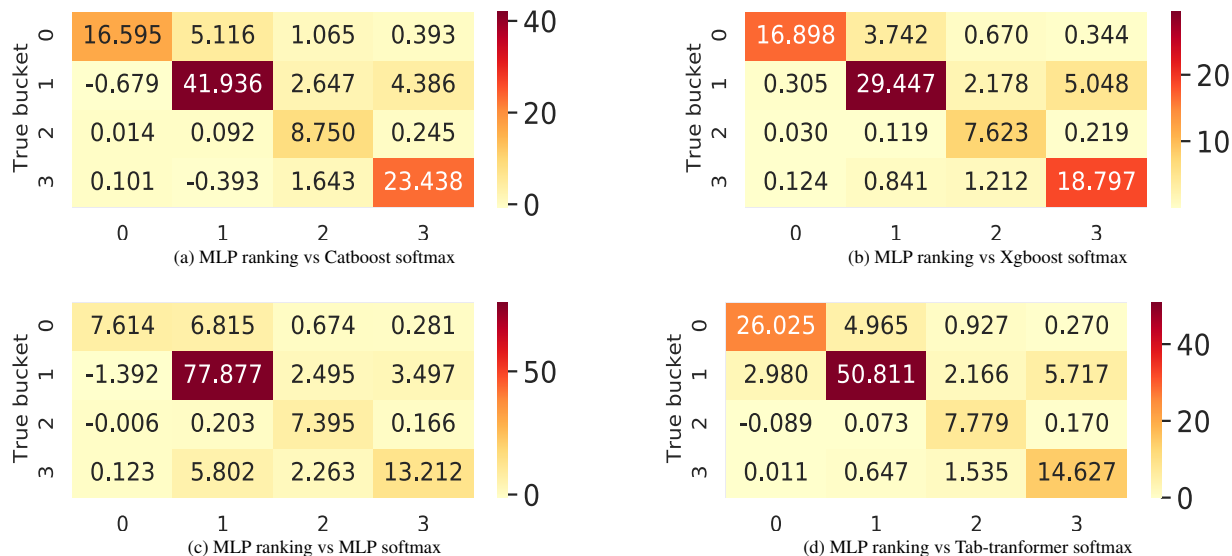 True bucket
0 16.595 5.116 1.065 0.393
1 -0.679 41.936 2.647 4.386
2 0.014 0.092 8.750 0.245
3 0.101 -0.393 1.643 23.438
0 1 2 3
40
20
0
(a) MLP ranking vs Catboost softmax
True bucket
0 16.898 3.742 0.670 0.344
1 0.305 29.447 2.178 5.048
2 0.030 0.119 7.623 0.219
3 0.124 0.841 1.212 18.797
0 1 2 3
20
10
(b) MLP ranking vs Xgboost softmax
True bucket
0 7.614 6.815 0.674 0.281
1 -1.392 77.877 2.495 3.497
2 -0.006 0.203 7.395 0.166
3 0.123 5.802 2.263 13.212
0 1 2 3
50
0
(c) MLP ranking vs MLP softmax
True bucket
0 26.025 4.965 0.927 0.270
1 2.980 50.811 2.166 5.717
2 -0.089 0.073 7.779 0.170
3 0.011 0.647 1.535 14.627
0 1 2 3
40
20
0
(d) MLP ranking vs Tab-tranformer softmax